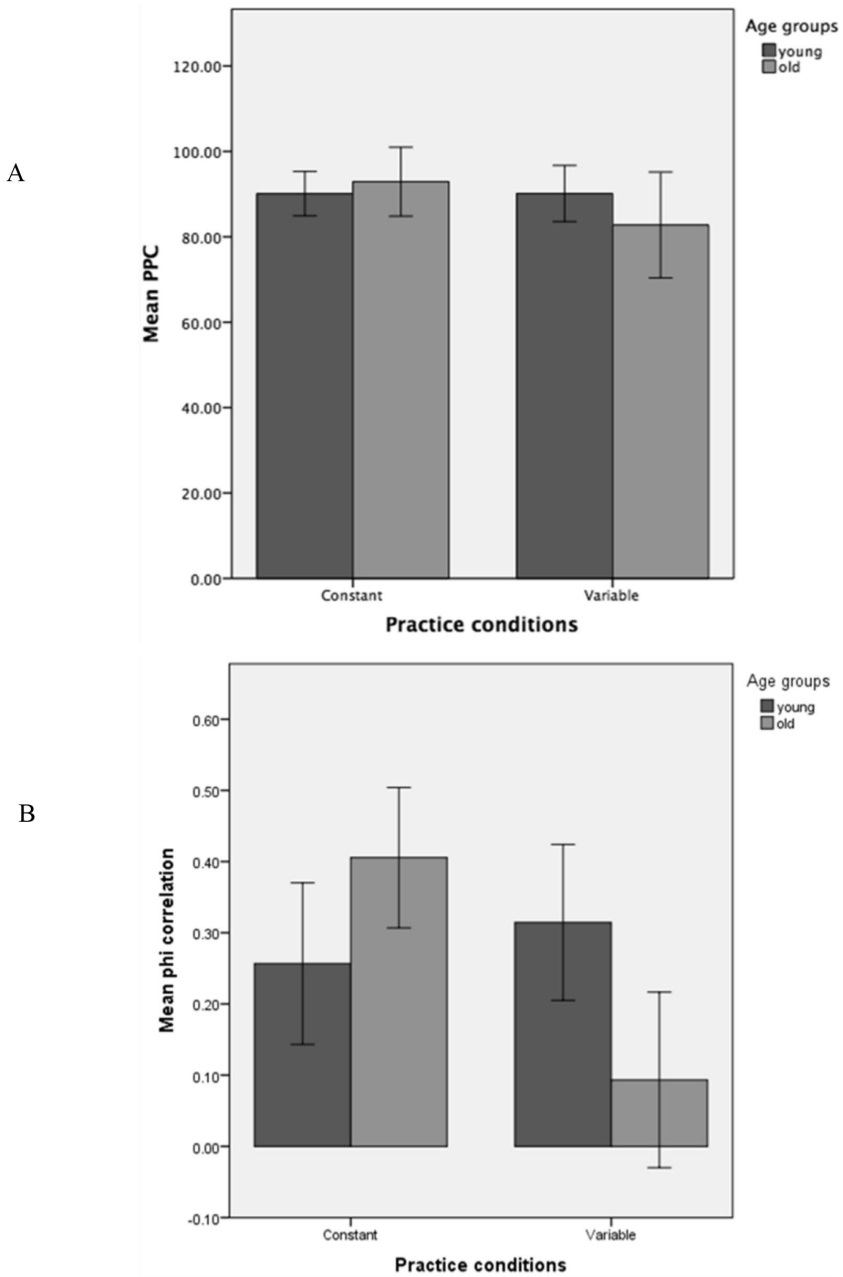 A
Age groups
young
old
Mean PPC
120.00
100.00
80.00
60.00
40.00
20.00
0.00
Constant
Variable
Practice conditions
B
Age groups
young
old
Mean phi correlation
0.60
0.50
0.40
0.30
0.20
0.10
0.00
-0.10
Constant
Variable
Practice conditions